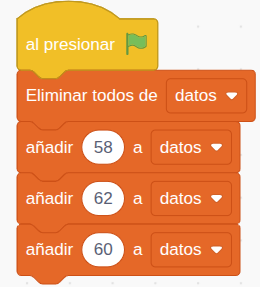 al presionar
Eliminar todos de datos
añadir 58 a datos
añadir 62 a datos
añadir 60 a datos